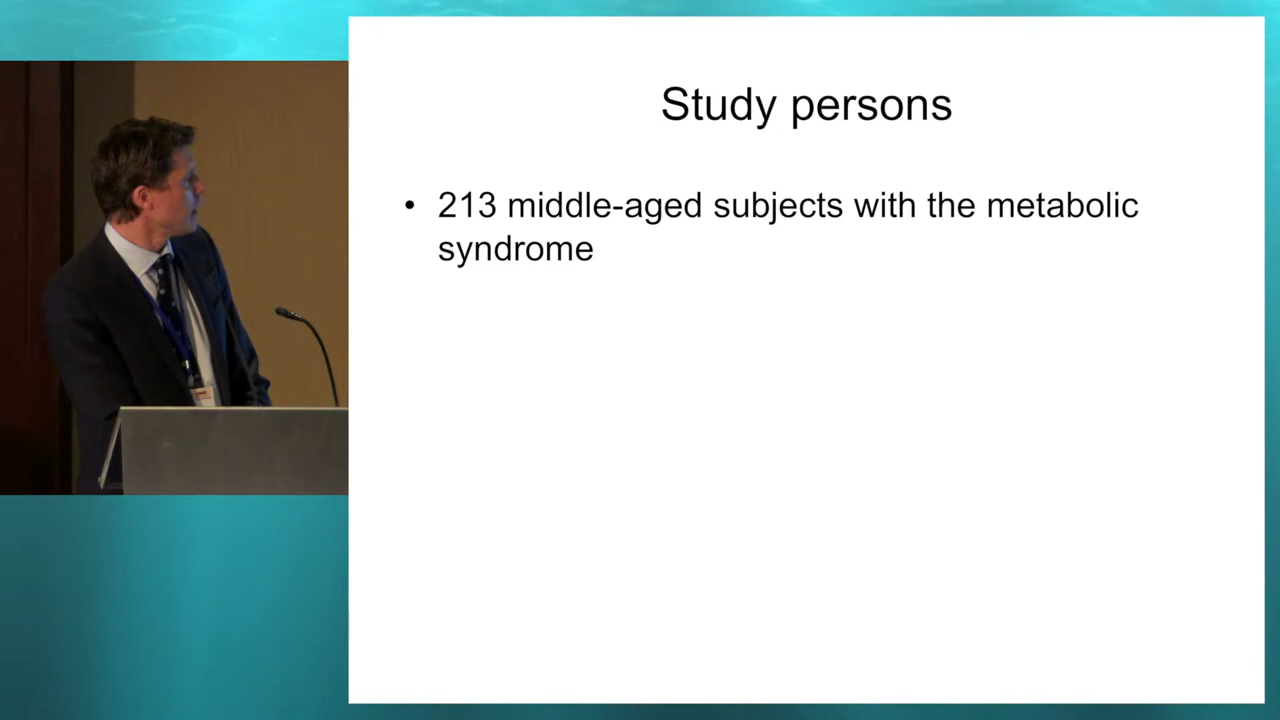 Study persons
• 213 middle-aged subjects with the metabolic
syndrome